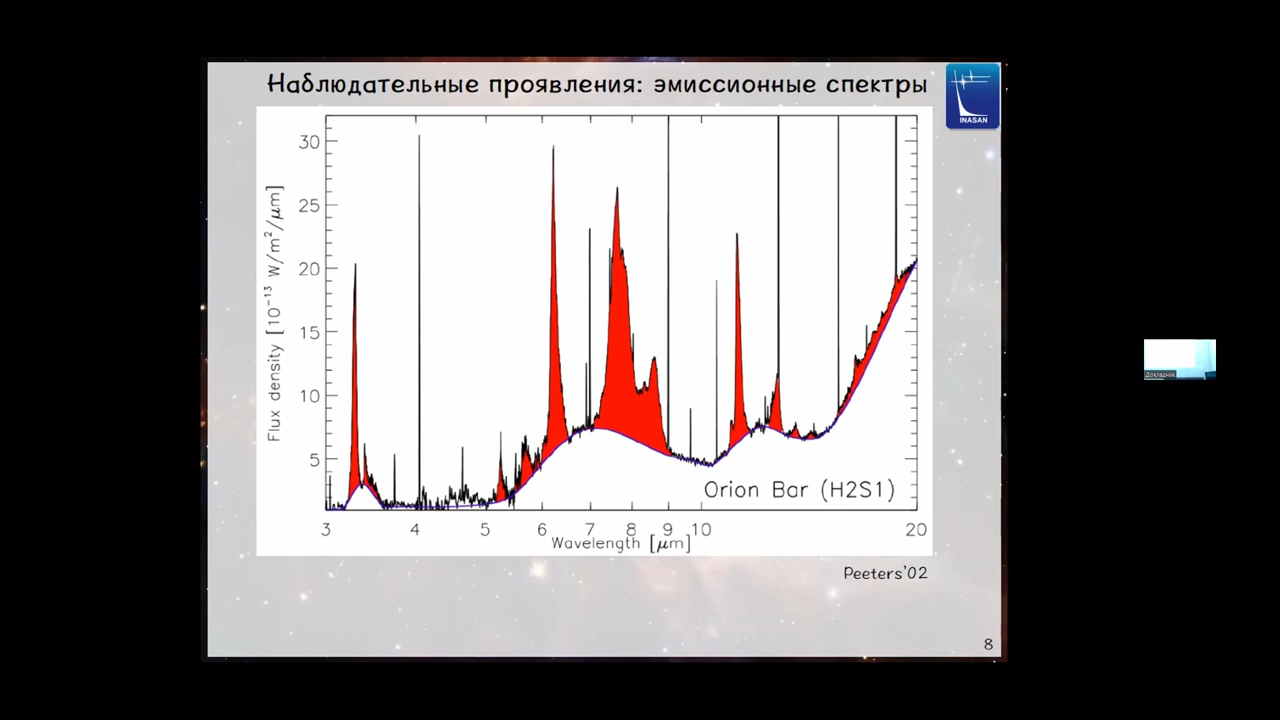 Наблюдательные проявления: эмиссионные спектры
INASAN
30
25
20
15
10
5
Flux density [10⁻¹³ W/m²/μm]
Orion Bar (H2S1)
3 4 5 6 7 8 9 10 20
Wavelength [μm]
Peeters'02
8
Докладчик